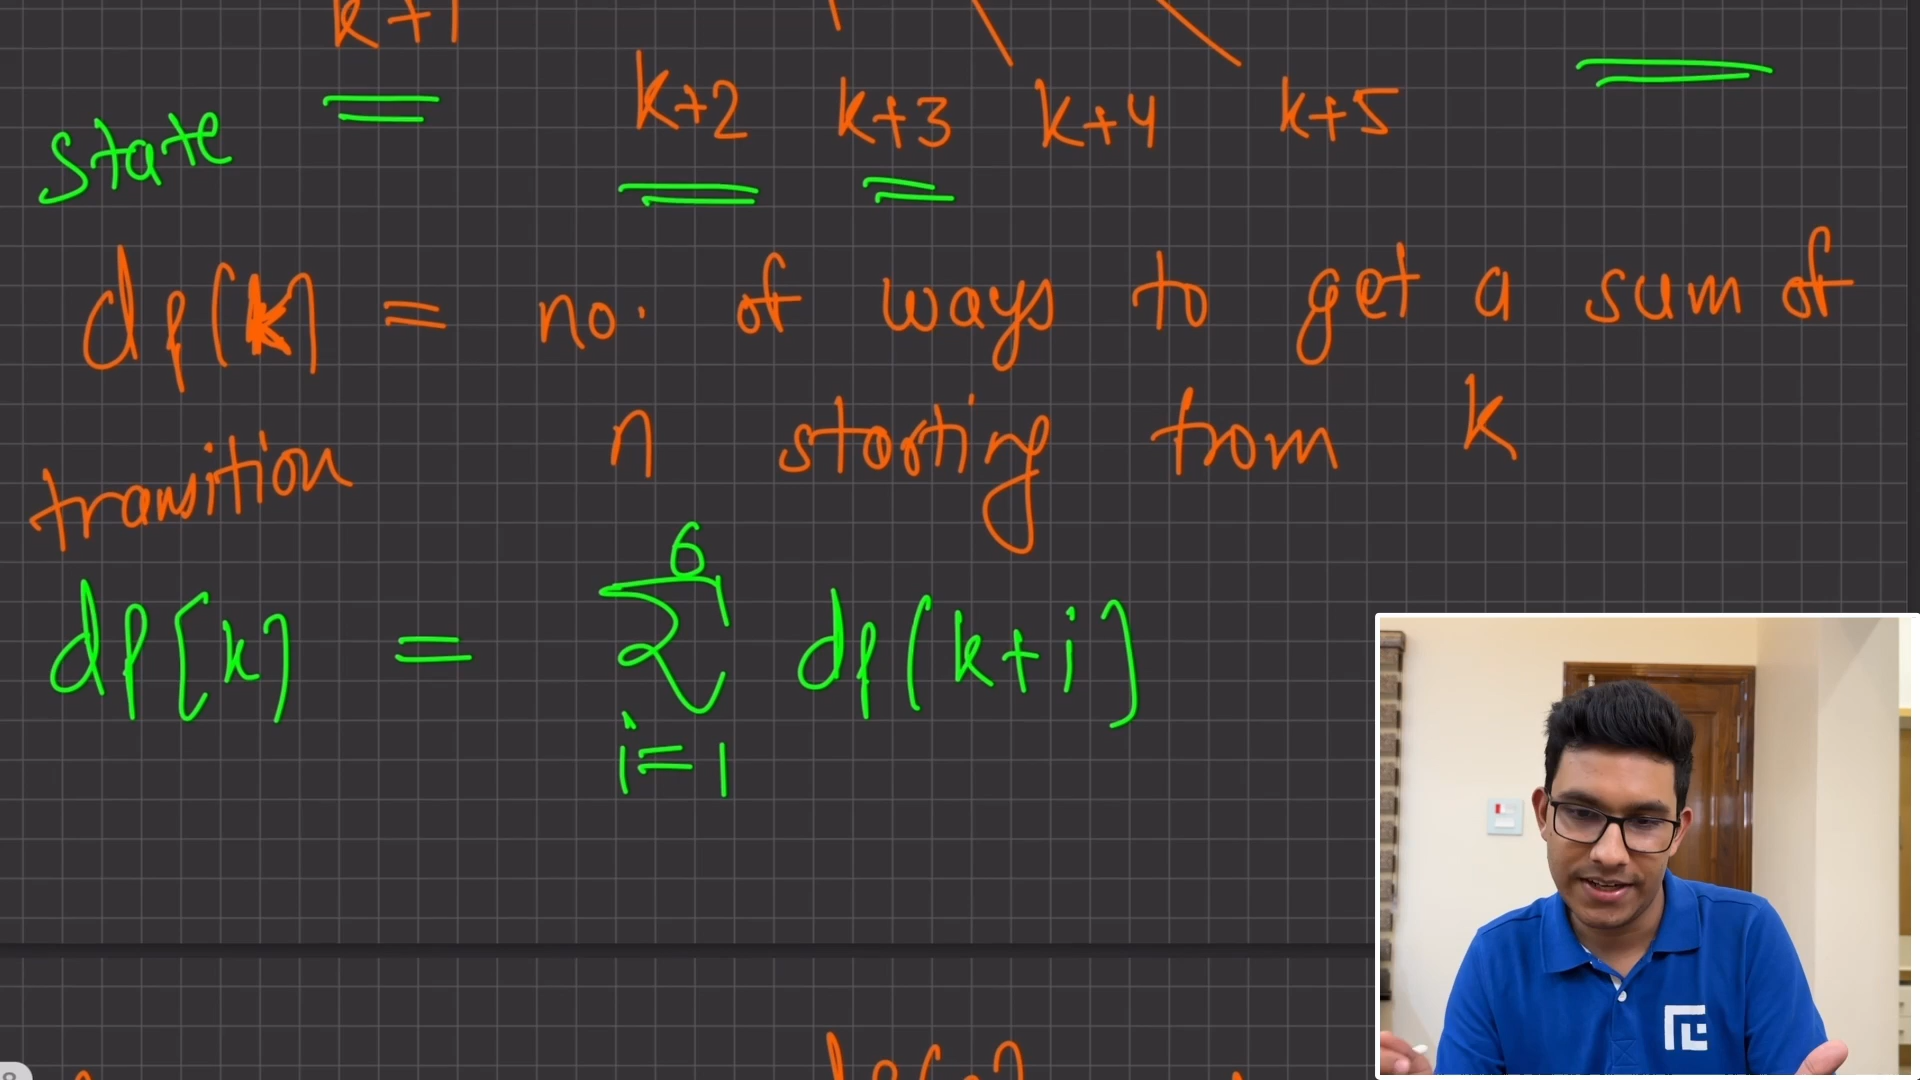 k+1
k+2 k+3 k+4 k+5
state
dp[k] = no. of ways to get a sum of
n starting from k
transition
6
dp[k] = Σ dp[k+i]
i=1